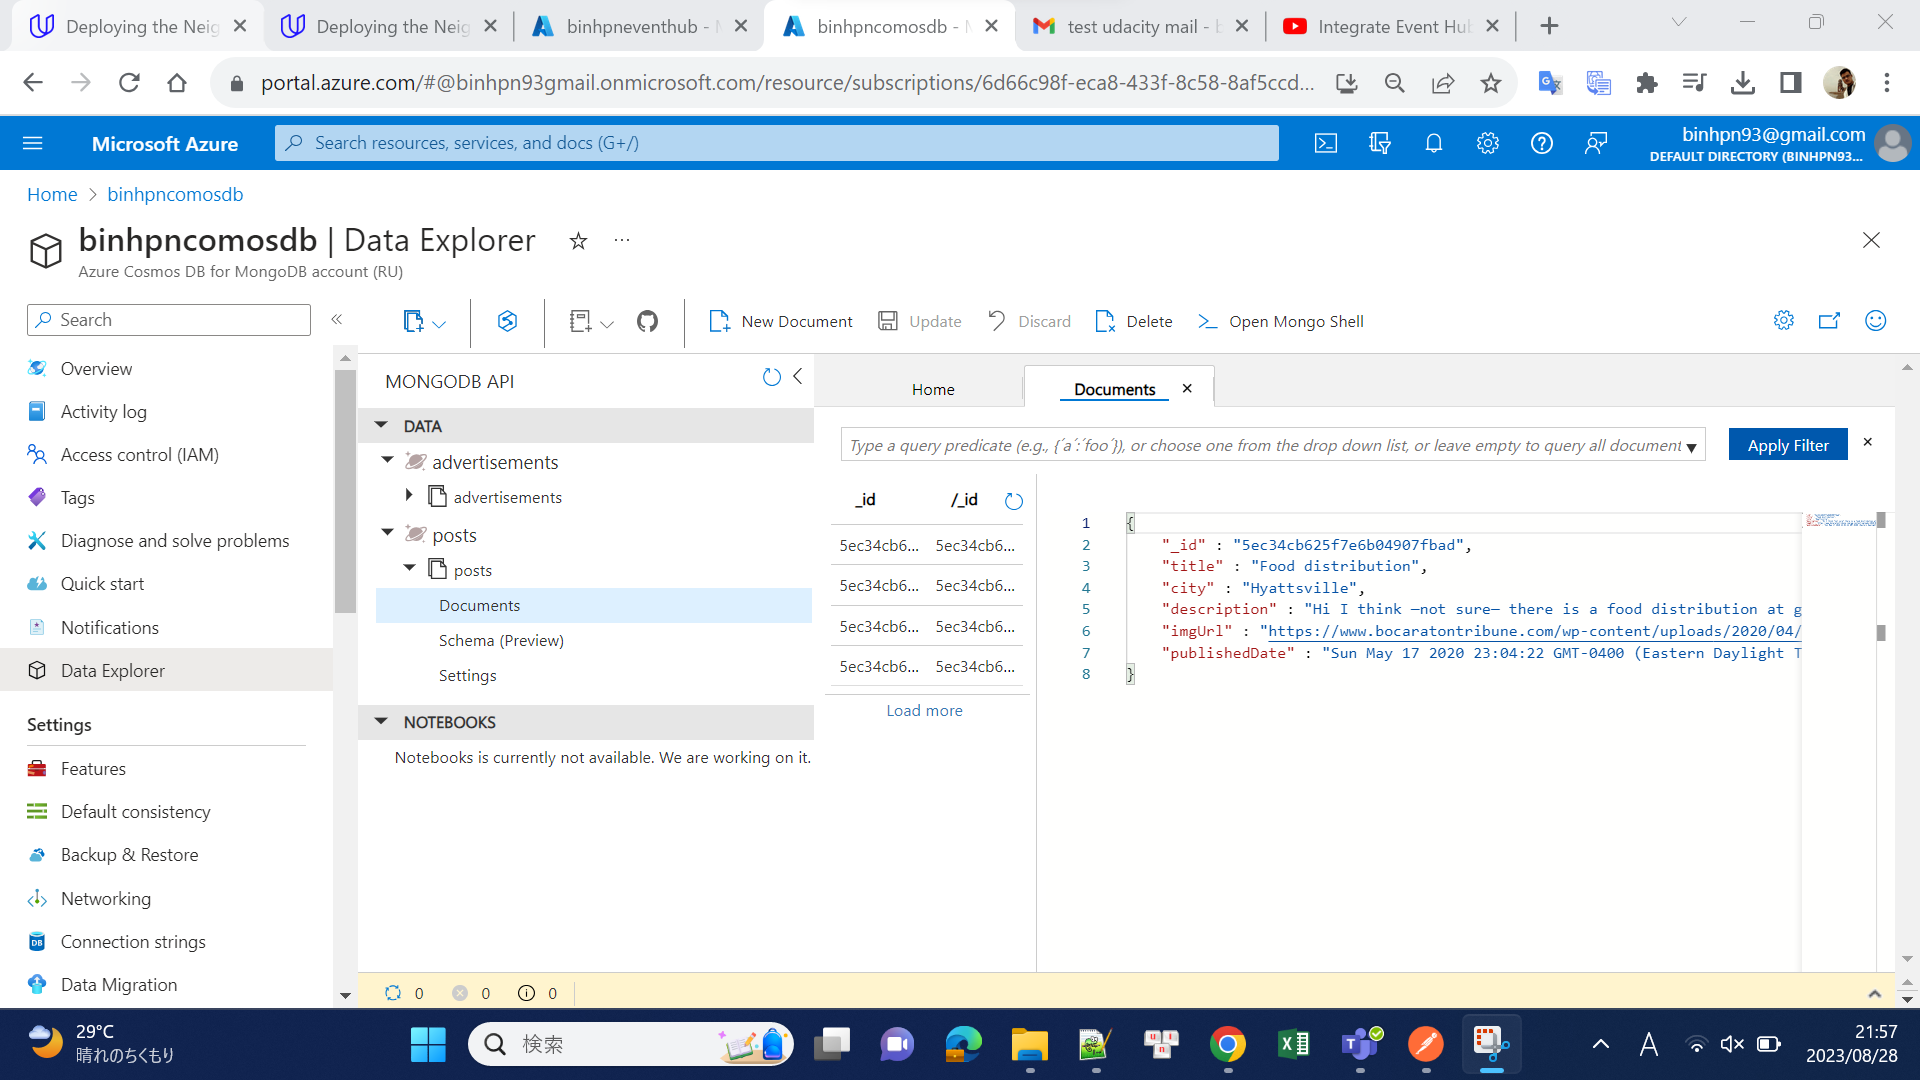 Deploying the Neig
Deploying the Neig
binhpneventhub - M
binhpncomosdb - M
test udacity mail - b
Integrate Event Hub
portal.azure.com/#@binhpn93gmail.onmicrosoft.com/resource/subscriptions/6d66c98f-eca8-433f-8c58-8af5ccd...
Microsoft Azure
Search resources, services, and docs (G+/)
binhpn93@gmail.com
DEFAULT DIRECTORY (BINHPN93...
Home > binhpncomosdb
binhpncomosdb | Data Explorer
Azure Cosmos DB for MongoDB account (RU)
Search
Overview
Activity log
Access control (IAM)
Tags
Diagnose and solve problems
Quick start
Notifications
Data Explorer
Settings
Features
Default consistency
Backup & Restore
Networking
Connection strings
Data Migration
New Document
Update
Discard
Delete
Open Mongo Shell
MONGODB API
DATA
advertisements
advertisements
posts
posts
Documents
Schema (Preview)
Settings
NOTEBOOKS
Notebooks is currently not available. We are working on it.
Home
Documents
Type a query predicate (e.g., {´a´:´foo´}), or choose one from the drop down list, or leave empty to query all document
Apply Filter
_id /_id
5ec34cb6... 5ec34cb6...
5ec34cb6... 5ec34cb6...
5ec34cb6... 5ec34cb6...
5ec34cb6... 5ec34cb6...
Load more
1 {
2 "_id" : "5ec34cb625f7e6b04907fbad",
3 "title" : "Food distribution",
4 "city" : "Hyattsville",
5 "description" : "Hi I think —not sure— there is a food distribution at g
6 "imgUrl" : "https://www.bocaratontribune.com/wp-content/uploads/2020/04/
7 "publishedDate" : "Sun May 17 2020 23:04:22 GMT-0400 (Eastern Daylight T
8 }
0 0 0
29°C
晴れのちくもり
検索
A
21:57
2023/08/28